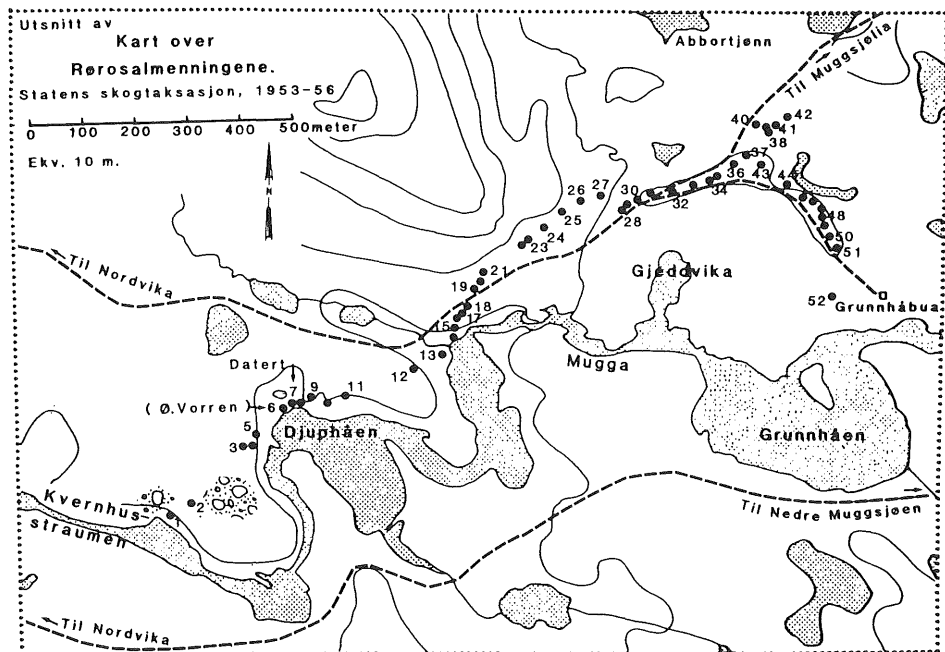 Utsnitt av
Kart over
Rørosalmenningene.
Statens skogtaksasjon, 1953-56
0 100 200 300 400 500meter
Ekv. 10 m.
N
Abbortjønn
Til Muggsjølia
40
42
41
38
37
36
43
44
34
32
30
28
27
26
25
24
23
48
50
51
52
Grunnhåbua
Gjeddvika
21
19
18
17
15
13
12
Til Nordvika
Mugga
Datert
7
9
11
( Ø.Vorren )
6
5
3
Djuphåen
Grunnhåen
2
1
Kvernhus-
straumen
Til Nedre Muggsjøen
Til Nordvika